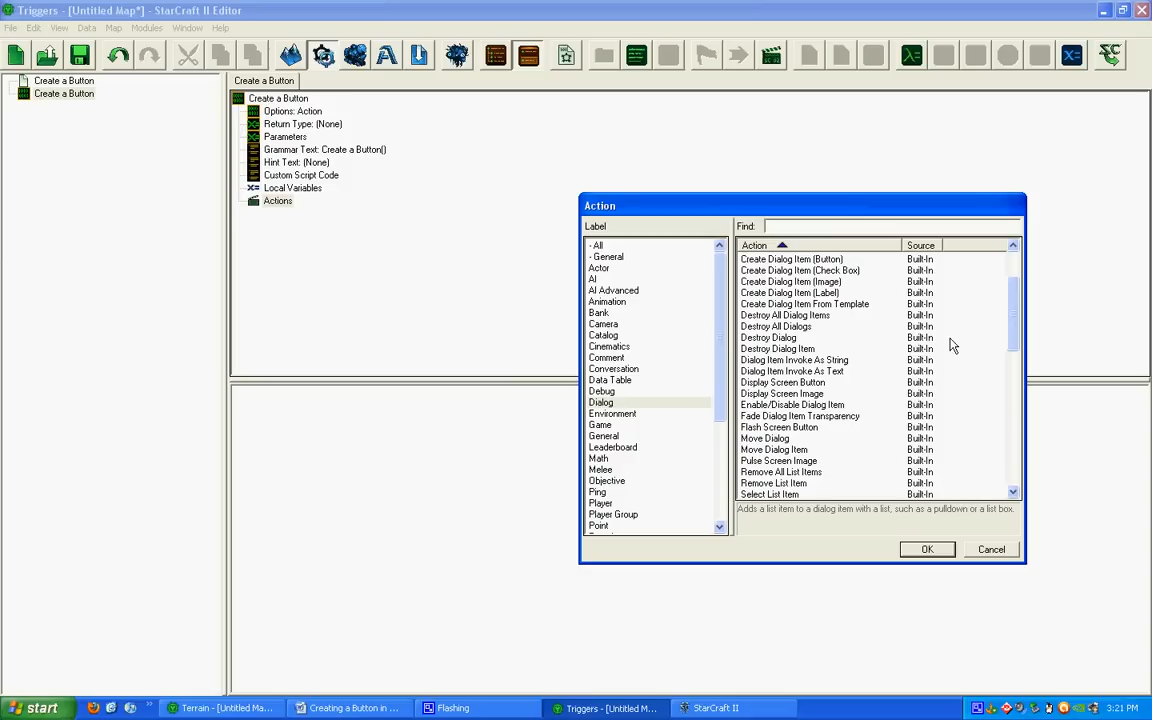 Triggers - [Untitled Map*] - StarCraft II Editor
File Edit View Data Map Modules Window Help
Create a Button
Create a Button
Create a Button
Create a Button
Options: Action
Return Type: (None)
Parameters
Grammar Text: Create a Button()
Hint Text: (None)
Custom Script Code
Local Variables
Actions
Action
Label
- All
- General
Actor
AI
AI Advanced
Animation
Bank
Camera
Catalog
Cinematics
Comment
Conversation
Data Table
Debug
Dialog
Environment
Game
General
Leaderboard
Math
Melee
Objective
Ping
Player
Player Group
Point
Find:
Action Source
Create Dialog Item (Button) Built-In
Create Dialog Item (Check Box) Built-In
Create Dialog Item (Image) Built-In
Create Dialog Item (Label) Built-In
Create Dialog Item From Template Built-In
Destroy All Dialog Items Built-In
Destroy All Dialogs Built-In
Destroy Dialog Built-In
Destroy Dialog Item Built-In
Dialog Item Invoke As String Built-In
Dialog Item Invoke As Text Built-In
Display Screen Button Built-In
Display Screen Image Built-In
Enable/Disable Dialog Item Built-In
Fade Dialog Item Transparency Built-In
Flash Screen Button Built-In
Move Dialog Built-In
Move Dialog Item Built-In
Pulse Screen Image Built-In
Remove All List Items Built-In
Remove List Item Built-In
Select List Item Built-In
Adds a list item to a dialog item with a list, such as a pulldown or a list box.
OK Cancel
start Terrain - [Untitled Ma... Creating a Button in ... Flashing Triggers - [Untitled M... StarCraft II 3:21 PM